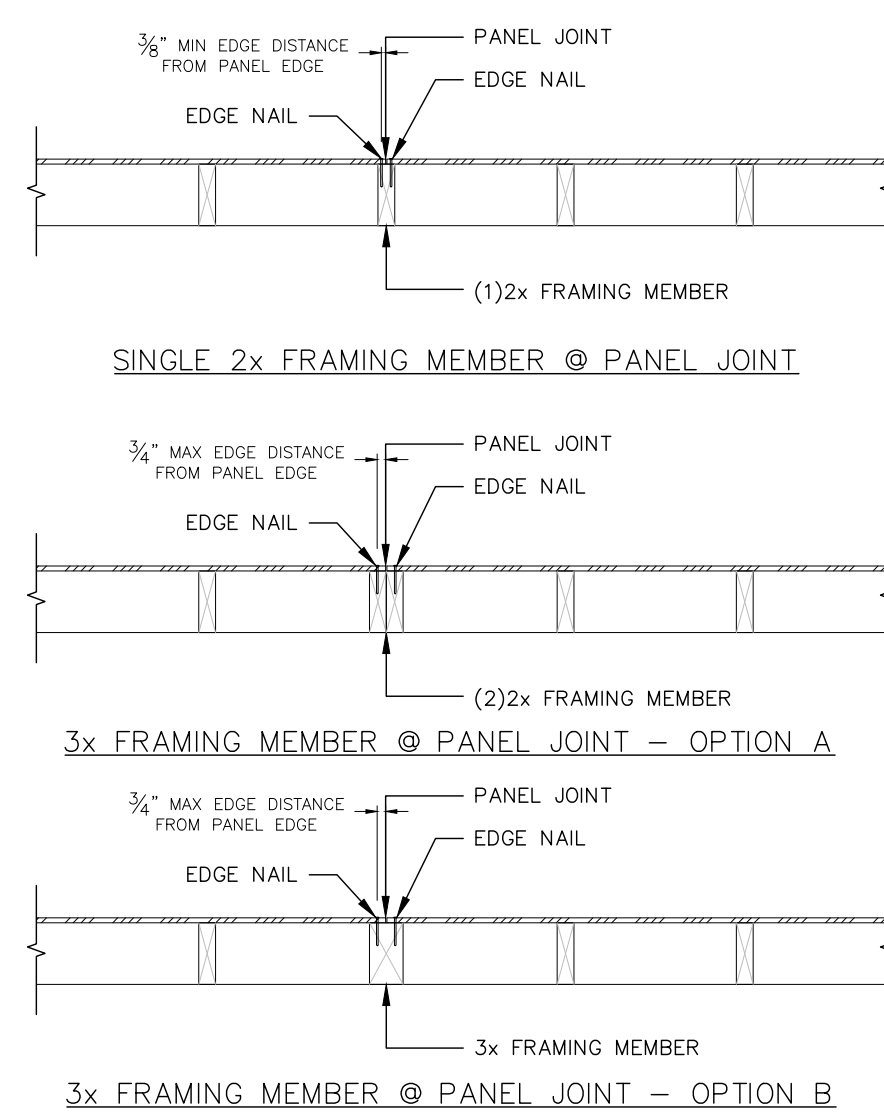 ⅜" MIN EDGE DISTANCE
FROM PANEL EDGE
PANEL JOINT
EDGE NAIL
EDGE NAIL
(1)2x FRAMING MEMBER
SINGLE 2x FRAMING MEMBER @ PANEL JOINT
¾" MAX EDGE DISTANCE
FROM PANEL EDGE
PANEL JOINT
EDGE NAIL
EDGE NAIL
(2)2x FRAMING MEMBER
3x FRAMING MEMBER @ PANEL JOINT – OPTION A
¾" MAX EDGE DISTANCE
FROM PANEL EDGE
PANEL JOINT
EDGE NAIL
EDGE NAIL
3x FRAMING MEMBER
3x FRAMING MEMBER @ PANEL JOINT – OPTION B